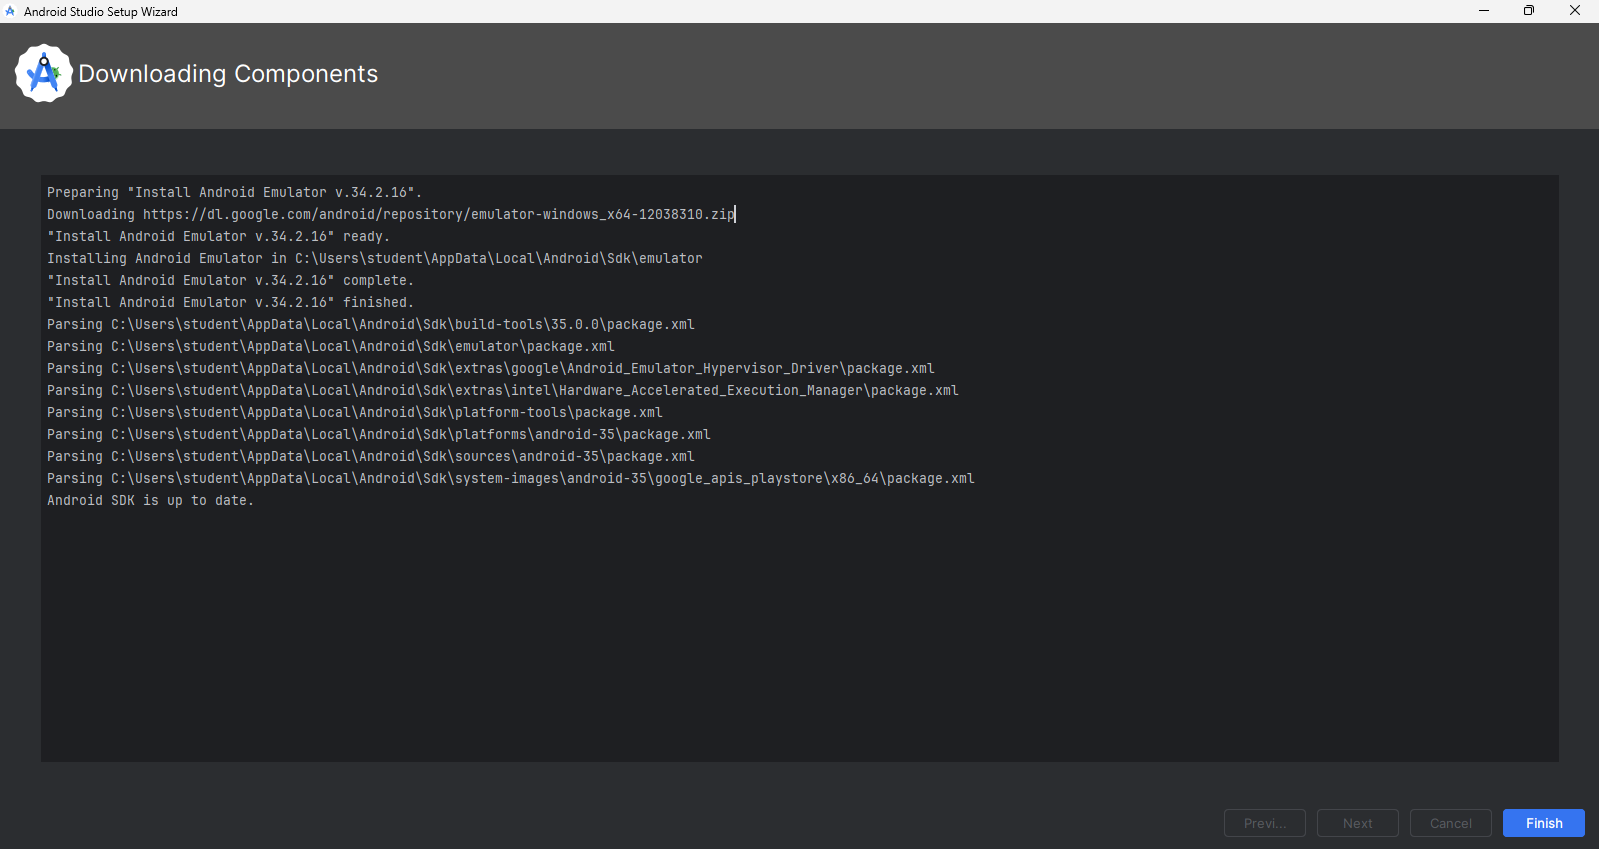 Android Studio Setup Wizard
Downloading Components
Preparing "Install Android Emulator v.34.2.16".
Downloading https://dl.google.com/android/repository/emulator-windows_x64-12038310.zip
"Install Android Emulator v.34.2.16" ready.
Installing Android Emulator in C:\Users\student\AppData\Local\Android\Sdk\emulator
"Install Android Emulator v.34.2.16" complete.
"Install Android Emulator v.34.2.16" finished.
Parsing C:\Users\student\AppData\Local\Android\Sdk\build-tools\35.0.0\package.xml
Parsing C:\Users\student\AppData\Local\Android\Sdk\emulator\package.xml
Parsing C:\Users\student\AppData\Local\Android\Sdk\extras\google\Android_Emulator_Hypervisor_Driver\package.xml
Parsing C:\Users\student\AppData\Local\Android\Sdk\extras\intel\Hardware_Accelerated_Execution_Manager\package.xml
Parsing C:\Users\student\AppData\Local\Android\Sdk\platform-tools\package.xml
Parsing C:\Users\student\AppData\Local\Android\Sdk\platforms\android-35\package.xml
Parsing C:\Users\student\AppData\Local\Android\Sdk\sources\android-35\package.xml
Parsing C:\Users\student\AppData\Local\Android\Sdk\system-images\android-35\google_apis_playstore\x86_64\package.xml
Android SDK is up to date.
Previ... Next Cancel Finish